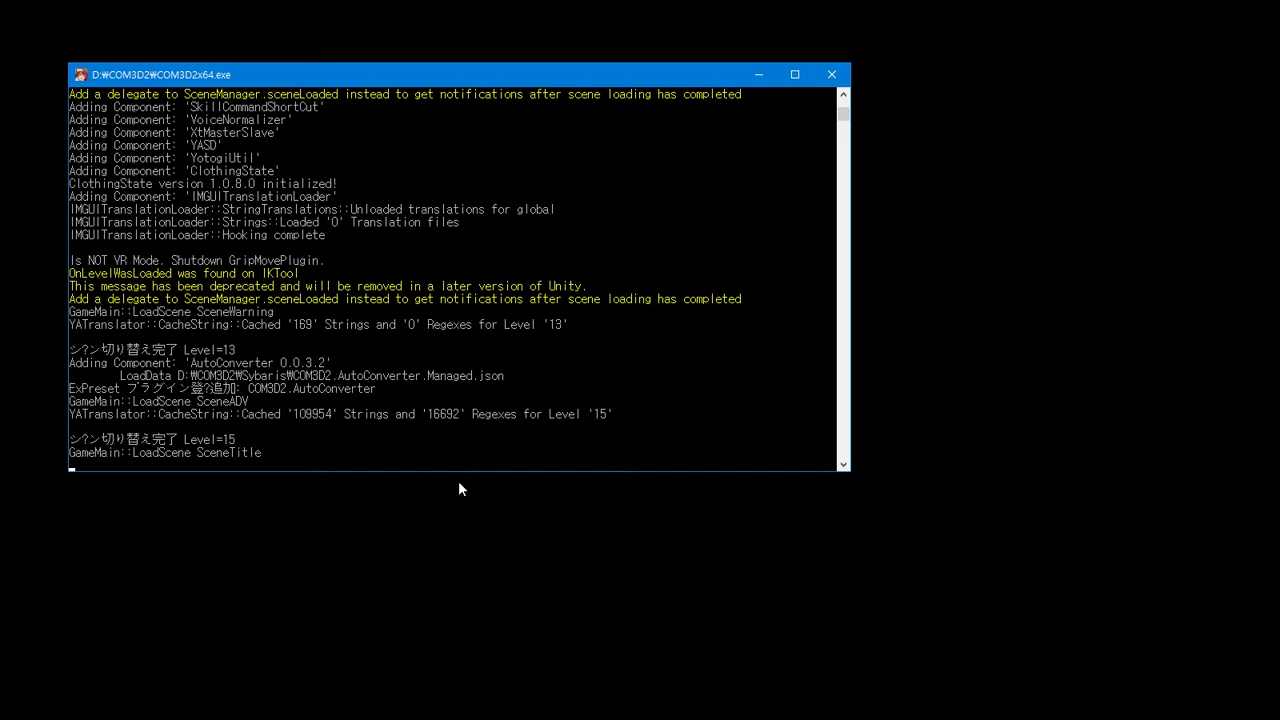 D:₩COM3D2₩COM3D2x64.exe
Add a delegate to SceneManager.sceneLoaded instead to get notifications after scene loading has completed
Adding Component: 'SkillCommandShortCut'
Adding Component: 'VoiceNormalizer'
Adding Component: 'XtMasterSlave'
Adding Component: 'YASD'
Adding Component: 'YotogiUtil'
Adding Component: 'ClothingState'
ClothingState version 1.0.8.0 initialized!
Adding Component: 'IMGUITranslationLoader'
IMGUITranslationLoader::StringTranslations::Unloaded translations for global
IMGUITranslationLoader::Strings::Loaded '0' Translation files
IMGUITranslationLoader::Hooking complete
Is NOT VR Mode. Shutdown GripMovePlugin.
OnLevelWasLoaded was found on IKTool
This message has been deprecated and will be removed in a later version of Unity.
Add a delegate to SceneManager.sceneLoaded instead to get notifications after scene loading has completed
GameMain::LoadScene SceneWarning
YATranslator::CacheString::Cached '169' Strings and '0' Regexes for Level '13'
シ?ン切り替え完了 Level=13
Adding Component: 'AutoConverter 0.0.3.2'
LoadData D:₩COM3D2₩Sybaris₩COM3D2.AutoConverter.Managed.json
ExPreset プラグイン登?追加: COM3D2.AutoConverter
GameMain::LoadScene SceneADV
YATranslator::CacheString::Cached '109954' Strings and '16692' Regexes for Level '15'
シ?ン切り替え完了 Level=15
GameMain::LoadScene SceneTitle